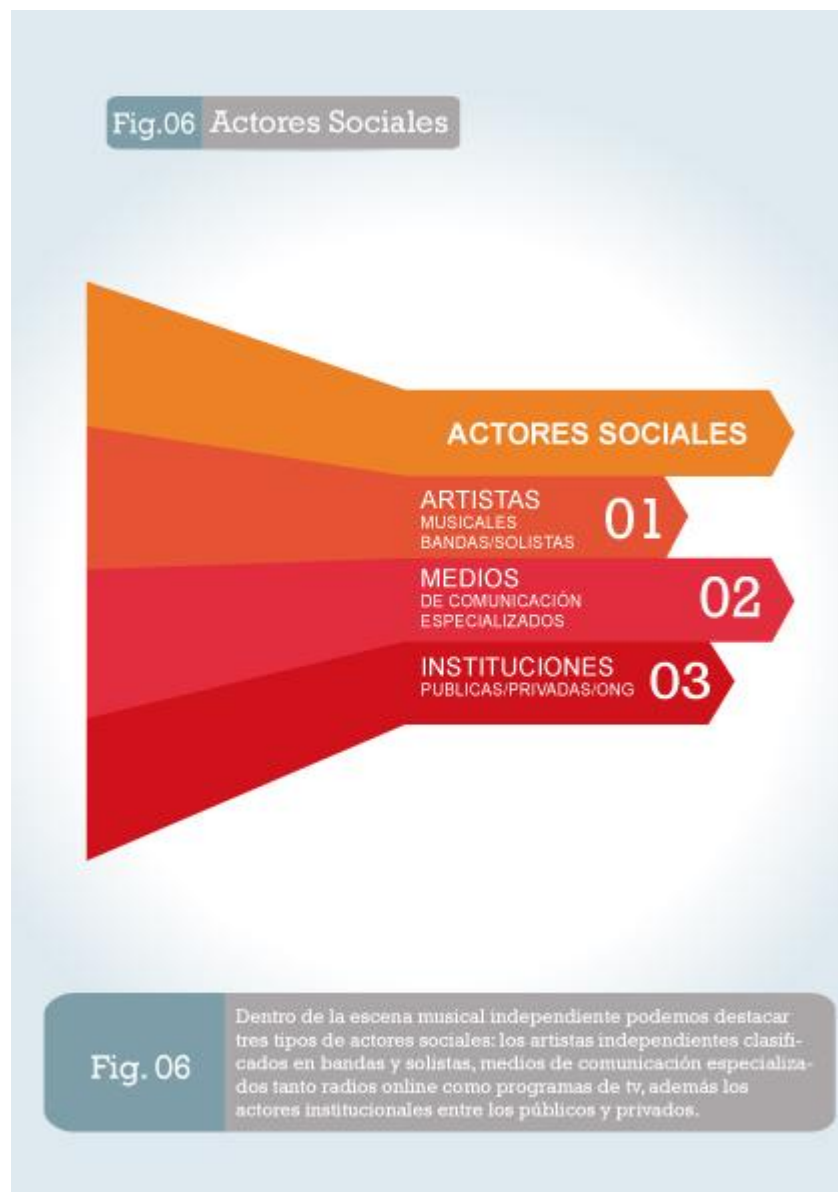 Fig.06 Actores Sociales
ACTORES SOCIALES
ARTISTAS
MUSICALES
BANDAS/SOLISTAS
01
MEDIOS
DE COMUNICACIÓN
ESPECIALIZADOS
02
INSTITUCIONES
PUBLICAS/PRIVADAS/ONG
03
Fig. 06
Dentro de la escena musical independiente podemos destacar
tres tipos de actores sociales: los artistas independientes clasifi-
cados en bandas y solistas, medios de comunicación especializa-
dos tanto radios online como programas de tv, además los
actores institucionales entre los públicos y privados.